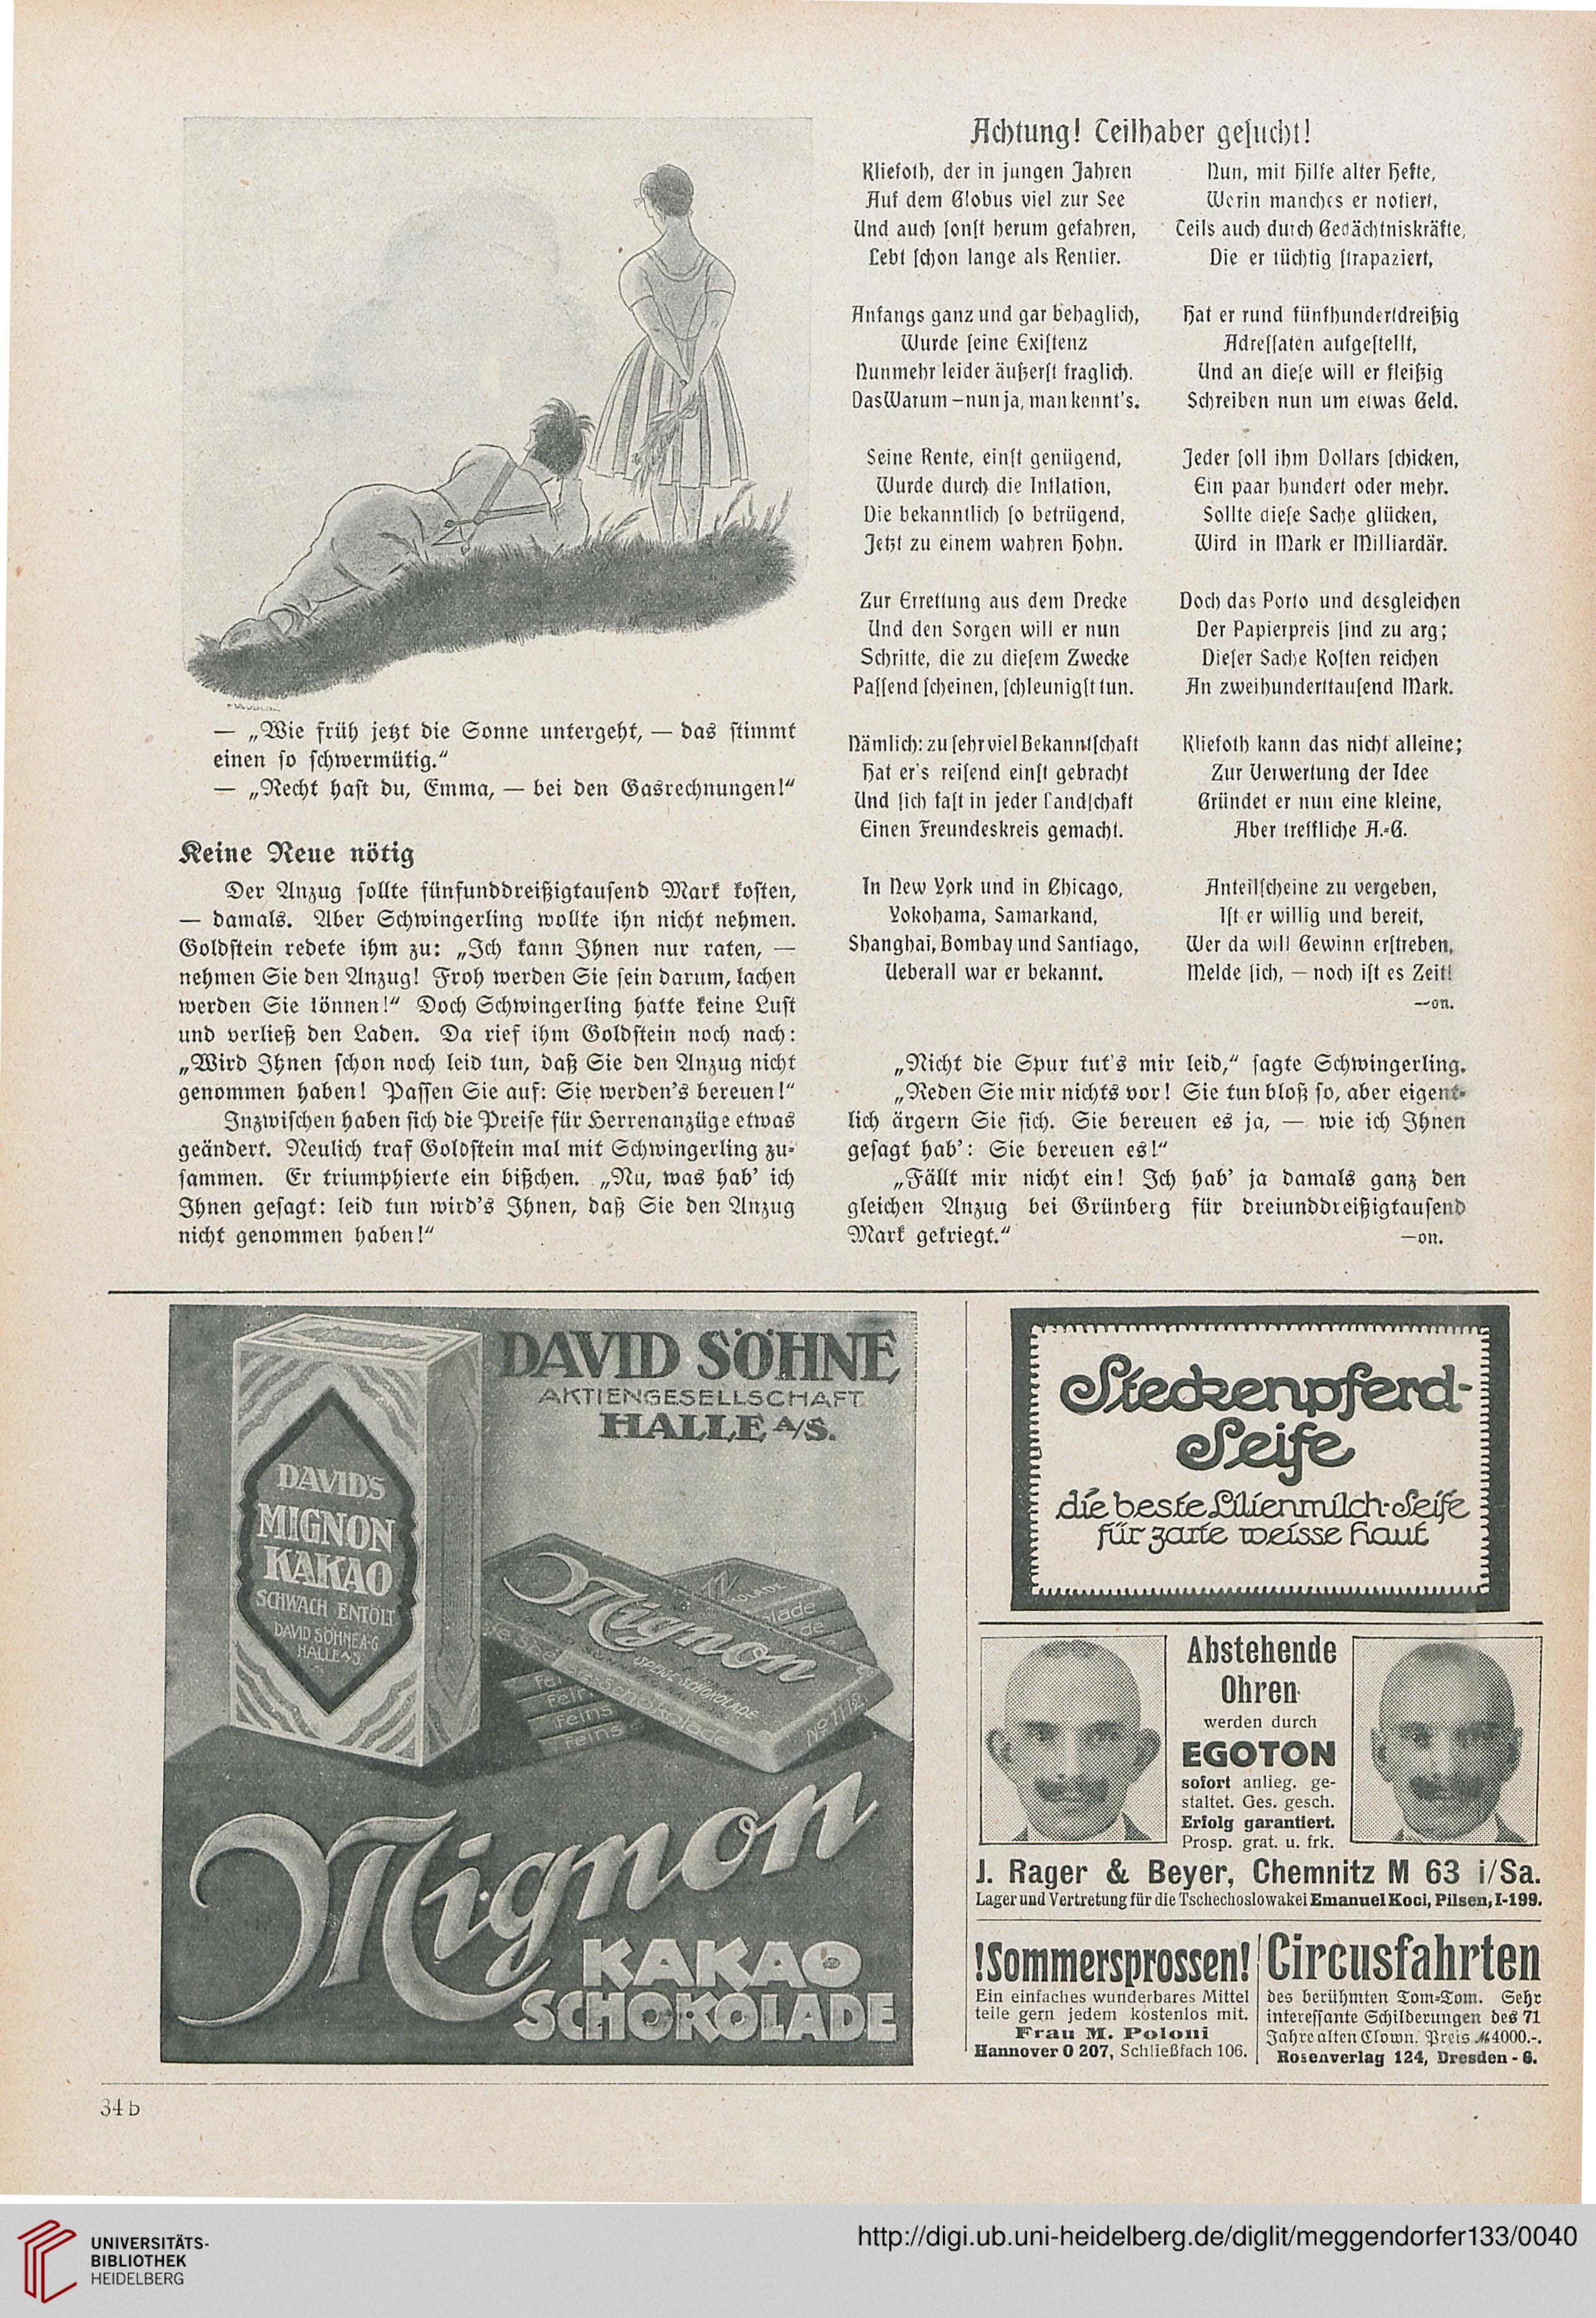 — „Wie früh jetzt die Sonne untergeht, — das stimmt
einen so schwermütig.“
— „Recht hast du, Emma, — bei den Gasrechnungen!“
Keine Reue nötig
Der Anzug sollte fünfunddreißigtausend Mark kosten,
— damals. Aber Schwingerling wollte ihn nicht nehmen.
Goldstein redete ihm zu: „Ich kann Ihnen nur raten, —
nehmen Sie den Anzug! Froh werden Sie sein darum, lachen
werden Sie können!“ Doch Schwingerling hatte keine Lust
und verließ den Laden. Da rief ihm Goldstein noch nach:
„Wird Ihnen schon noch leid tun, daß Sie den Anzug nicht
genommen haben! Passen Sie auf: Sie werden's bereuen!“
Inzwischen haben sich die Preise für Herrenanzüge etwas
geändert. Neulich traf Goldstein mal mit Schwingerling zu-
sammen. Er triumphierte ein bißchen. „Nu, was hab' ich
Ihnen gesagt: leid tun wird's Ihnen, daß Sie den Anzug
nicht genommen haben!“
Achtung! Teilhaber gesucht!
Kliefoth, der in jungen Jahren
Auf dem Globus viel zur See
Und auch sonst herum gefahren,
Lebt schon lange als Rentier.
Anfangs ganz und gar behaglich,
Wurde seine Existenz
Nunmehr leider äußerst fraglich.
Das Warum – nun ja, man kennt's.
Seine Rente, einst genügend,
Wurde durch die Inflation,
Die bekanntlich so betrügend,
Jetzt zu einem wahren Hohn.
Zur Errettung aus dem Drecke
Und den Sorgen will er nun
Schritte, die zu diesem Zwecke
Passend scheinen, schleunigst tun.
Nämlich: zu sehr viel Bekanntschaft
Hat er's reisend einst gebracht
Und sich fast in jeder Landschaft
Einen Freundeskreis gemacht.
In New York und in Chicago,
Yokohama, Samarkand,
Shanghai, Bombay und Santiago,
Ueberall war er bekannt.
Nun, mit Hilfe alter Hefte,
Worin manches er notiert,
Teils auch durch Gedächtniskräfte,
Die er tüchtig strapaziert,
Hat er rund fünfhundertdreißig
Adressaten aufgestellt,
Und an diese will er fleißig
Schreiben nun um etwas Geld.
Jeder soll ihm Dollars schicken,
Ein paar hundert oder mehr.
Sollte diese Sache glücken,
Wird in Mark er Milliardär.
Doch das Porto und desgleichen
Der Papierpreis sind zu arg;
Dieser Sache Kosten reichen
An zweihunderttausend Mark.
Kliefoth kann das nicht alleine;
Zur Verwertung der Idee
Gründet er nun eine kleine,
Aber treffliche A.-G.
Anteilscheine zu vergeben,
Ist er willig und bereit,
Wer da will Gewinn erstreben,
Melde sich, — noch ist es Zeit!
—on.
„Nicht die Spur tut's mir leid,“ sagte Schwingerling.
„Reden Sie mir nichts vor! Sie tun bloß so, aber eigent-
lich ärgern Sie sich. Sie bereuen es ja, — wie ich Ihnen
gesagt hab': Sie bereuen es!“
„Fällt mir nicht ein! Ich hab' ja damals ganz den
gleichen Anzug bei Grünberg für dreiunddreißigtausend
Mark gekriegt.“ —on.
DAVID SÖHNE
AKTIENGESELLSCHAFT
HALLE A/S.
DAVID'S
MIGNON
KAKAO
SCHWACH ENTÖLT
DAVID SÖHNE A·G
HALLE A/S.
Mignon
SPEISE-SCHOKOLADE
No 1112
Feins
Feins
Mignon
KAKAO
SCHOKOLADE
Steckenpferd-
Seife
die beste Lilienmilch-Seife
für zarte weisse Haut
Abstehende
Ohren
werden durch
EGOTON
sofort anlieg. ge-
staltet. Ges. gesch.
Erfolg garantiert.
Prosp. grat. u. frk.
J. Rager & Beyer, Chemnitz M 63 i/Sa.
Lager und Vertretung für die Tschechoslowakei Emanuel Koci, Pilsen, I-199.
!Sommersprossen!
Ein einfaches wunderbares Mittel
teile gern jedem kostenlos mit.
Frau M. Poloni
Hannover O 207, Schließfach 106.
Circusfahrten
des berühmten Tom-Tom. Sehr
interessante Schilderungen des 71
Jahre alten Clown. Preis ℳ 4000.-.
Rosenverlag 124, Dresden - 6.
34 b
UNIVERSITÄTS-
BIBLIOTHEK
HEIDELBERG
http://digi.ub.uni-heidelberg.de/diglit/meggendorfer133/0040